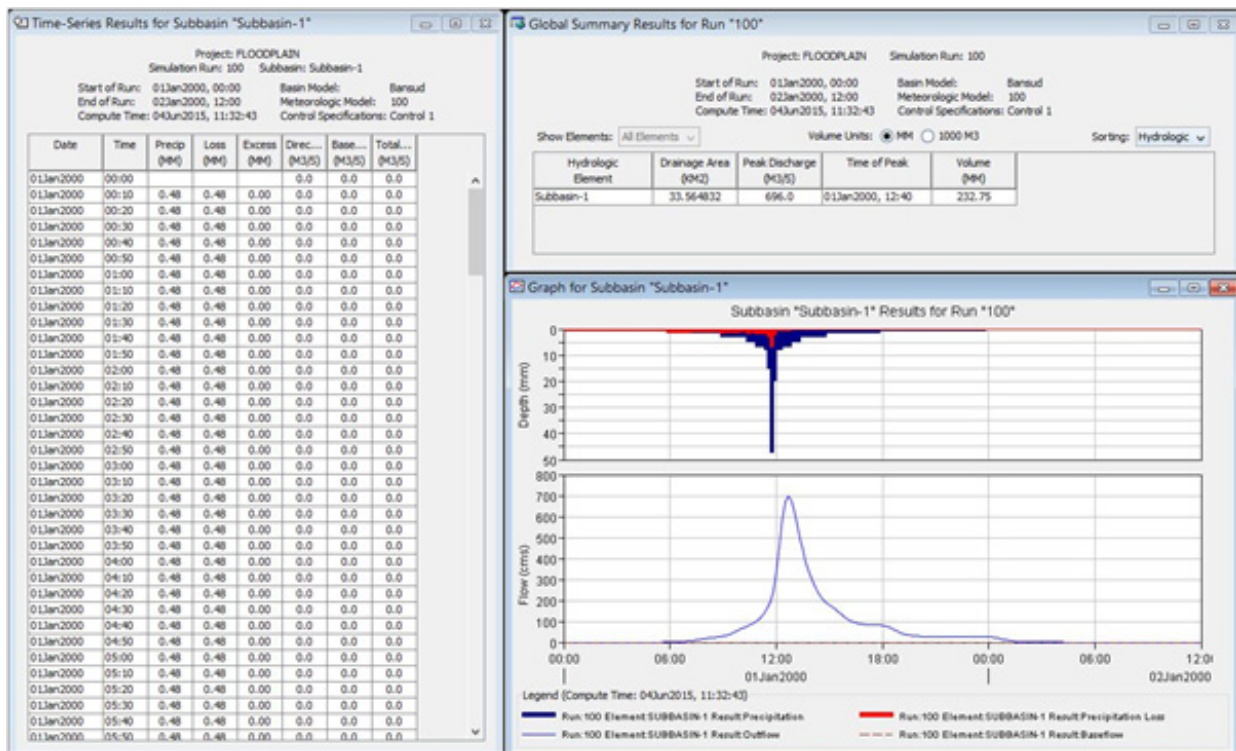 Time-Series Results for Subbasin "Subbasin-1"
Project: FLOODPLAIN
Simulation Run: 100 Subbasin: Subbasin-1
Start of Run: 01Jan2000, 00:00 Basin Model: Bansud
End of Run: 02Jan2000, 12:00 Meteorologic Model: 100
Compute Time: 04Jun2015, 11:32:43 Control Specifications: Control 1
Date Time Precip Loss Excess Direc... Base... Total...
(MM) (MM) (MM) (M3/S) (M3/S) (M3/S)
01Jan2000 00:00 0.0 0.0 0.0
01Jan2000 00:10 0.48 0.48 0.00 0.0 0.0 0.0
01Jan2000 00:20 0.48 0.48 0.00 0.0 0.0 0.0
01Jan2000 00:30 0.48 0.48 0.00 0.0 0.0 0.0
01Jan2000 00:40 0.48 0.48 0.00 0.0 0.0 0.0
01Jan2000 00:50 0.48 0.48 0.00 0.0 0.0 0.0
01Jan2000 01:00 0.48 0.48 0.00 0.0 0.0 0.0
01Jan2000 01:10 0.48 0.48 0.00 0.0 0.0 0.0
01Jan2000 01:20 0.48 0.48 0.00 0.0 0.0 0.0
01Jan2000 01:30 0.48 0.48 0.00 0.0 0.0 0.0
01Jan2000 01:40 0.48 0.48 0.00 0.0 0.0 0.0
01Jan2000 01:50 0.48 0.48 0.00 0.0 0.0 0.0
01Jan2000 02:00 0.48 0.48 0.00 0.0 0.0 0.0
01Jan2000 02:10 0.48 0.48 0.00 0.0 0.0 0.0
01Jan2000 02:20 0.48 0.48 0.00 0.0 0.0 0.0
01Jan2000 02:30 0.48 0.48 0.00 0.0 0.0 0.0
01Jan2000 02:40 0.48 0.48 0.00 0.0 0.0 0.0
01Jan2000 02:50 0.48 0.48 0.00 0.0 0.0 0.0
01Jan2000 03:00 0.48 0.48 0.00 0.0 0.0 0.0
01Jan2000 03:10 0.48 0.48 0.00 0.0 0.0 0.0
01Jan2000 03:20 0.48 0.48 0.00 0.0 0.0 0.0
01Jan2000 03:30 0.48 0.48 0.00 0.0 0.0 0.0
01Jan2000 03:40 0.48 0.48 0.00 0.0 0.0 0.0
01Jan2000 03:50 0.48 0.48 0.00 0.0 0.0 0.0
01Jan2000 04:00 0.48 0.48 0.00 0.0 0.0 0.0
01Jan2000 04:10 0.48 0.48 0.00 0.0 0.0 0.0
01Jan2000 04:20 0.48 0.48 0.00 0.0 0.0 0.0
01Jan2000 04:30 0.48 0.48 0.00 0.0 0.0 0.0
01Jan2000 04:40 0.48 0.48 0.00 0.0 0.0 0.0
01Jan2000 04:50 0.48 0.48 0.00 0.0 0.0 0.0
01Jan2000 05:00 0.48 0.48 0.00 0.0 0.0 0.0
01Jan2000 05:10 0.48 0.48 0.00 0.0 0.0 0.0
01Jan2000 05:20 0.48 0.48 0.00 0.0 0.0 0.0
01Jan2000 05:30 0.48 0.48 0.00 0.0 0.0 0.0
01Jan2000 05:40 0.48 0.48 0.00 0.0 0.0 0.0
01Jan2000 05:50 0.48 0.48 0.00 0.0 0.0 0.0
Global Summary Results for Run "100"
Project: FLOODPLAIN Simulation Run: 100
Start of Run: 01Jan2000, 00:00 Basin Model: Bansud
End of Run: 02Jan2000, 12:00 Meteorologic Model: 100
Compute Time: 04Jun2015, 11:32:43 Control Specifications: Control 1
Show Elements: All Elements Volume Units: MM 1000 M3 Sorting: Hydrologic
Hydrologic Drainage Area Peak Discharge Time of Peak Volume
Element (KM2) (M3/S) (MM)
Subbasin-1 33.564832 696.0 01Jan2000, 12:40 232.75
Graph for Subbasin "Subbasin-1"
Subbasin "Subbasin-1" Results for Run "100"
Depth (mm)
0
10
20
30
40
50
Flow (cms)
800
700
600
500
400
300
200
100
0
00:00 06:00 12:00 18:00 00:00 06:00 12:0
01Jan2000 02Jan2000
Legend (Compute Time: 04Jun2015, 11:32:43)
Run:100 Element:SUBBASIN-1 Result:Precipitation Run:100 Element:SUBBASIN-1 Result:Precipitation Loss
Run:100 Element:SUBBASIN-1 Result:Outflow Run:100 Element:SUBBASIN-1 Result:Baseflow